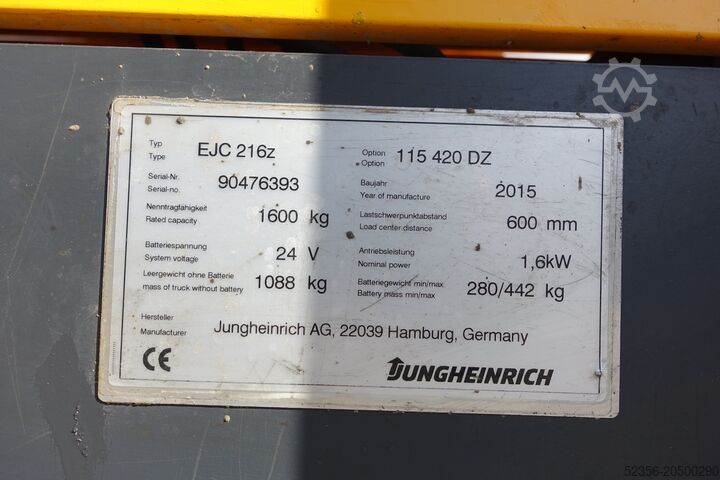 Typ
Type
EJC 216z
Option
Option
115 420 DZ
Serial-Nr.
Serial-no.
90476393
Baujahr
Year of manufacture
2015
Nenntragfähigkeit
Rated capacity
1600 kg
Lastschwerpunktabstand
Load center distance
600 mm
Batteriespannung
System voltage
24 V
Antriebsleistung
Nominal power
1,6kW
Leergewicht ohne Batterie
mass of truck without battery
1088 kg
Batteriegewicht min/max
Battery mass min/max
280/442 kg
Hersteller
Manufacturer
Jungheinrich AG, 22039 Hamburg, Germany
CE
JUNGHEINRICH
52356-20500290